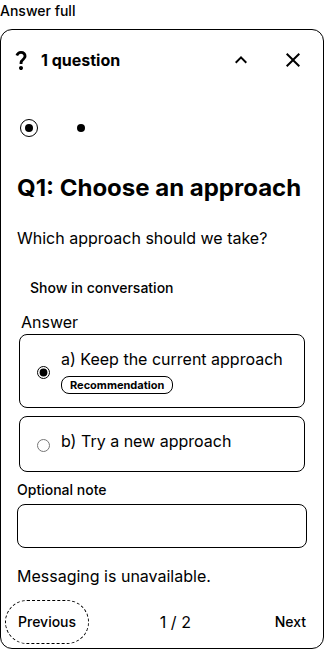 Answer full
? 1 question
Q1: Choose an approach
Which approach should we take?
Show in conversation
Answer
a) Keep the current approach
Recommendation
b) Try a new approach
Optional note
Messaging is unavailable.
Previous 1 / 2 Next